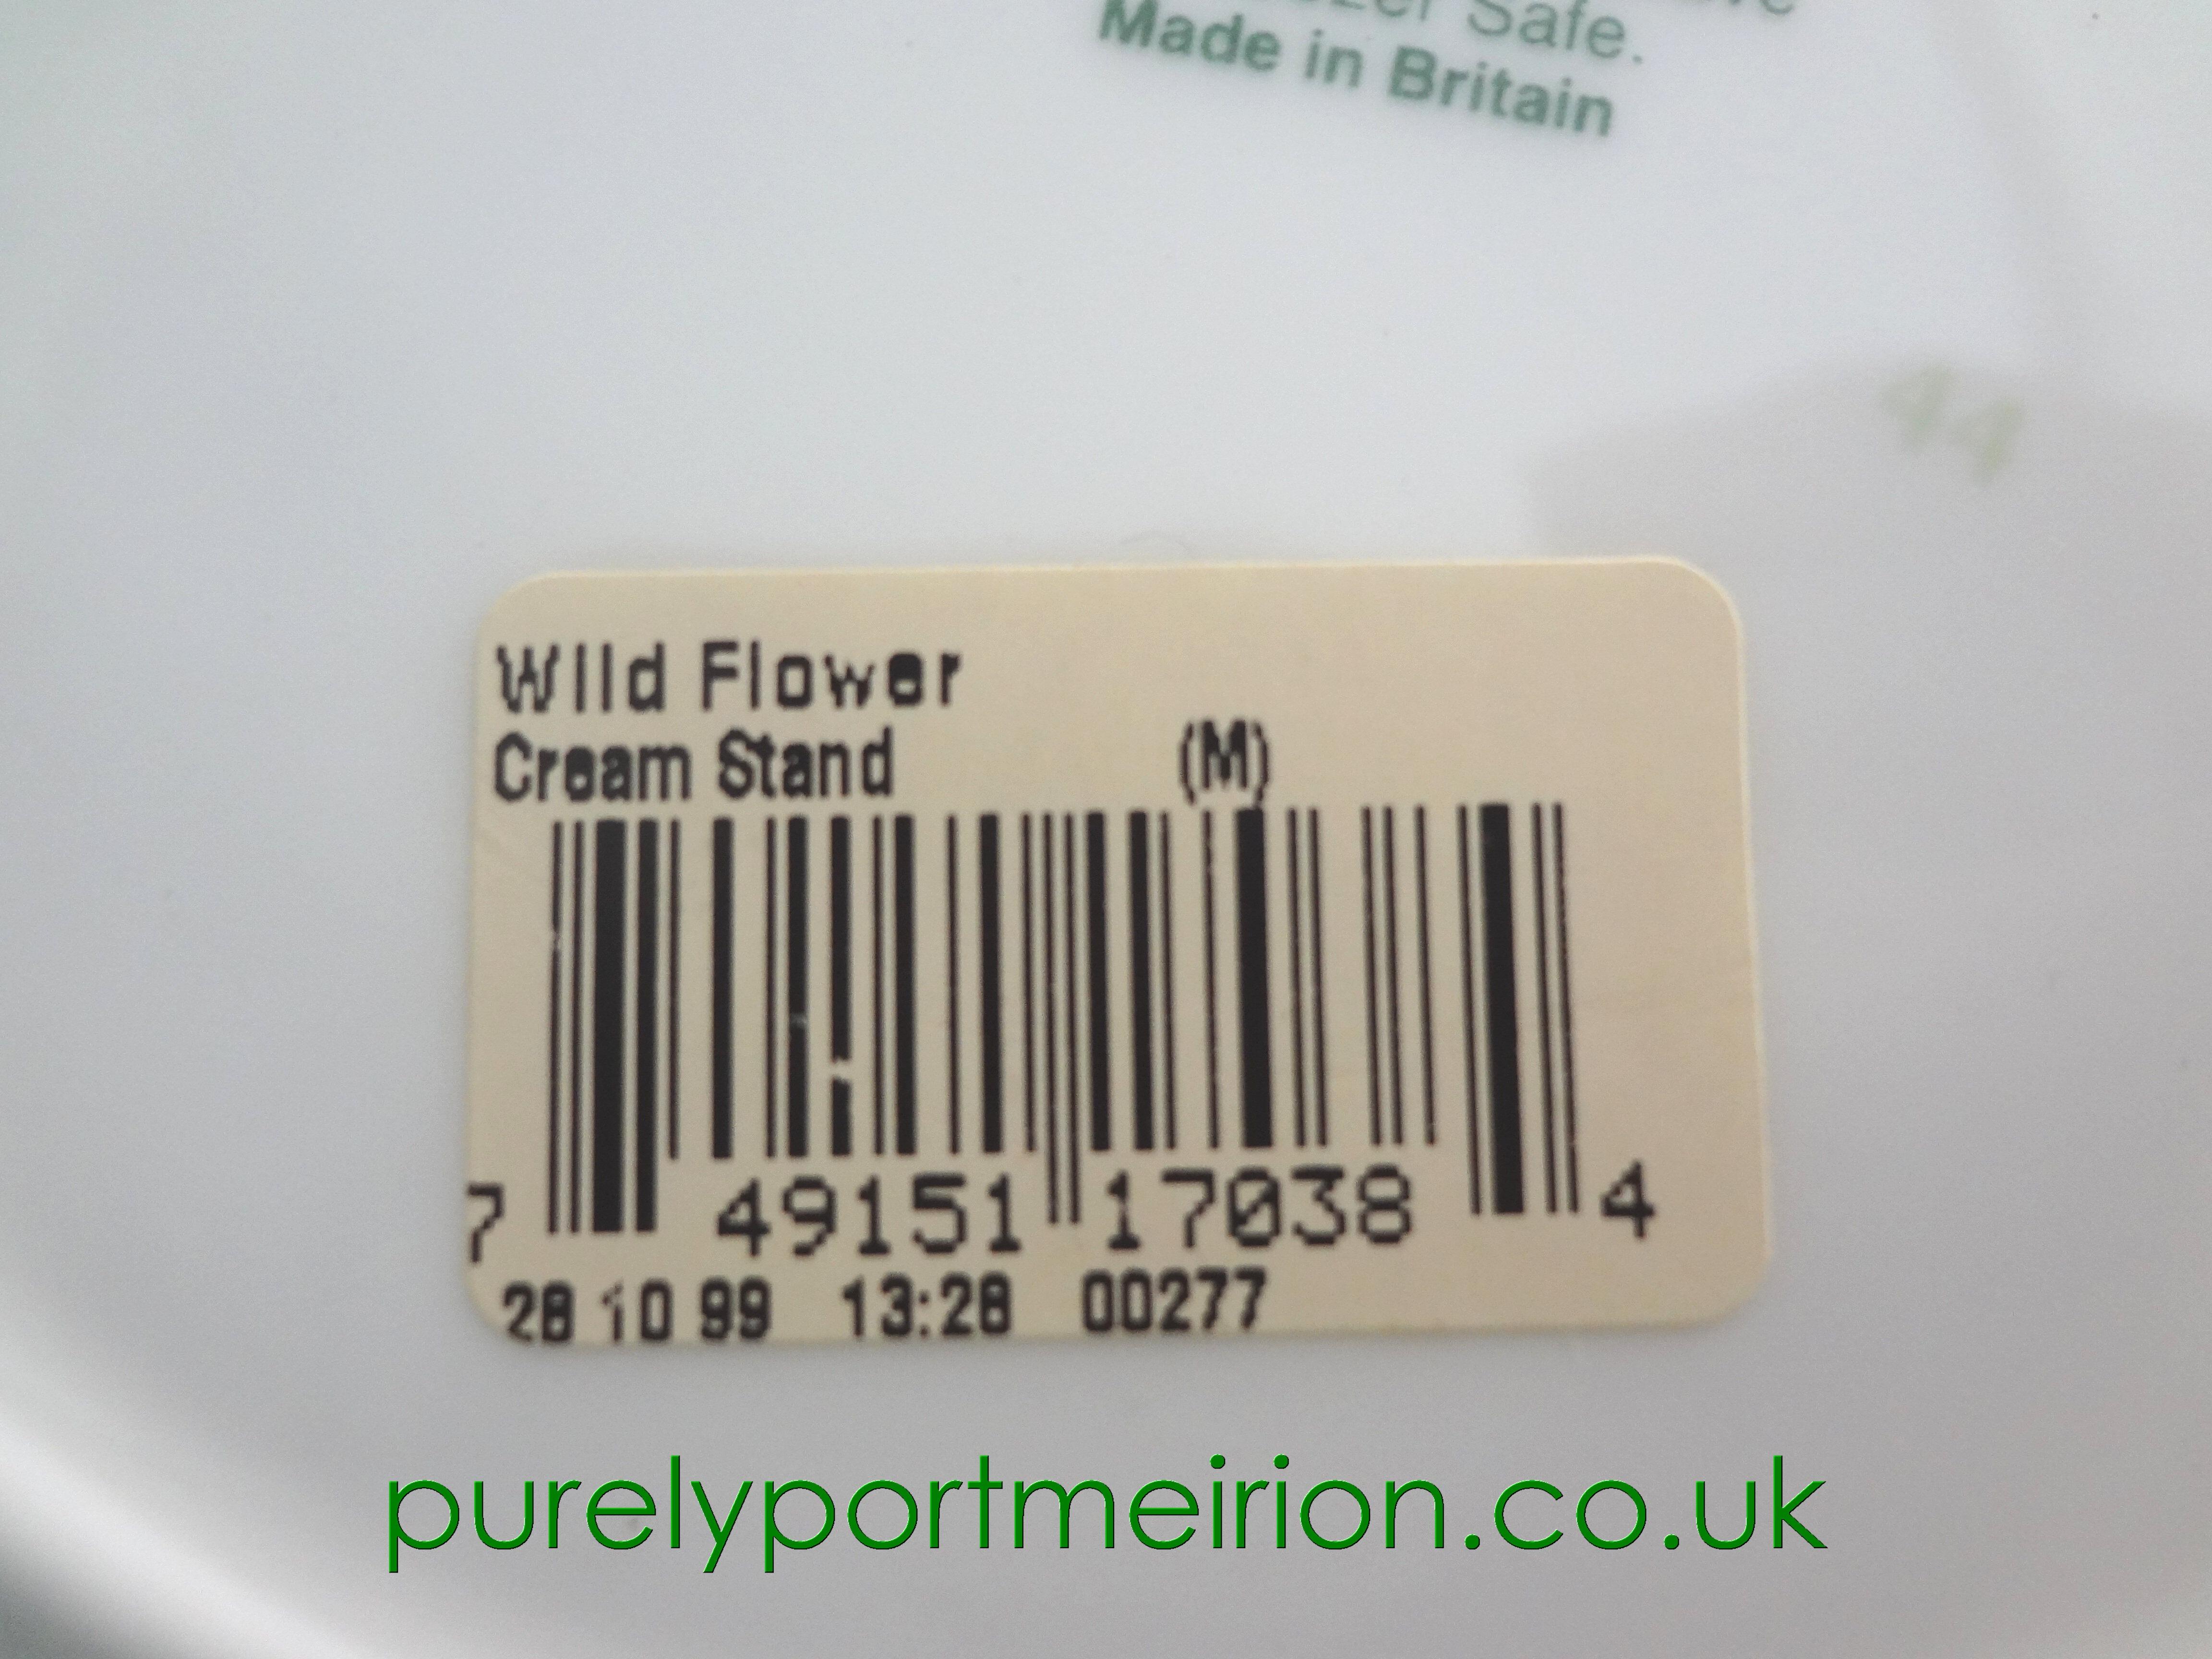 Safe.
Made in Britain
44
Wild Flower
Cream Stand (M)
7 49151 17038 4
28 10 99 13:28 00277
purelyportmeirion.co.uk